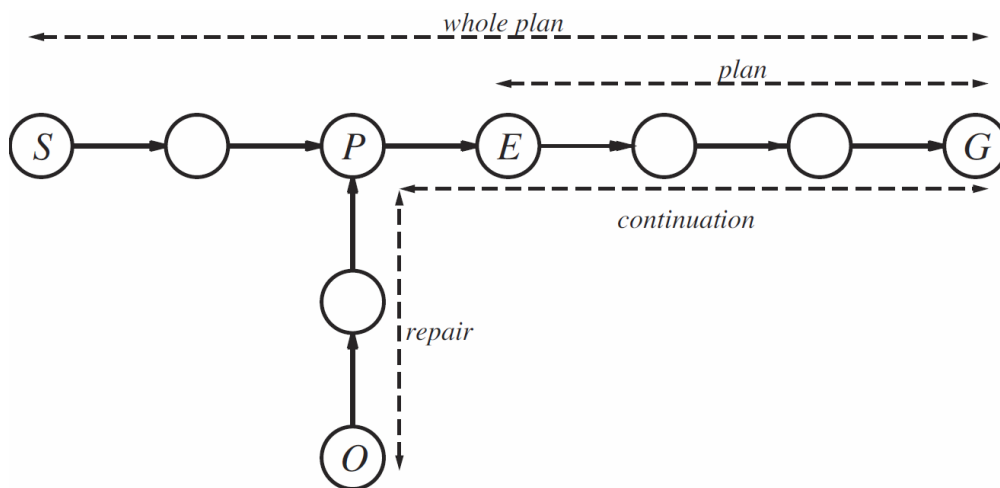 whole plan
plan
S P E G
continuation
repair
O